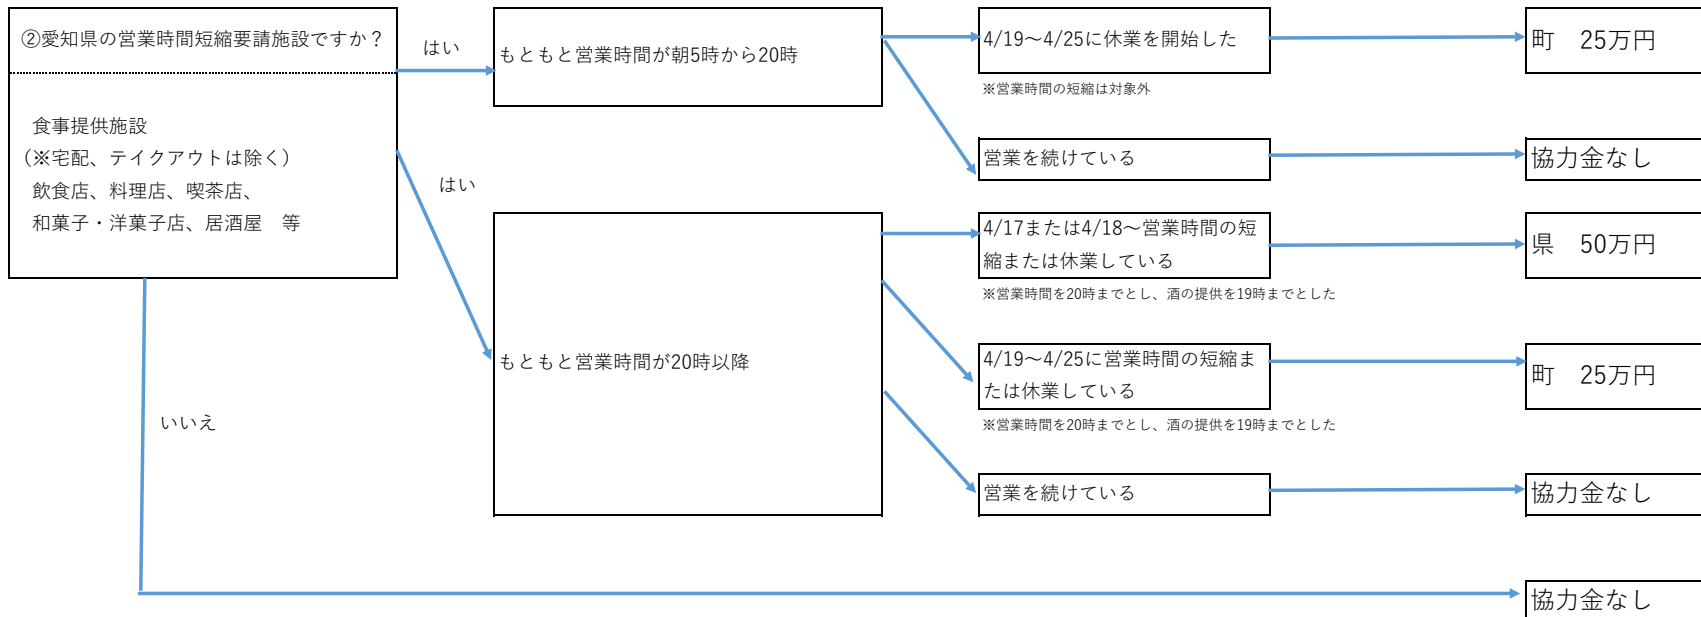 ②愛知県の営業時間短縮要請施設ですか？
食事提供施設
（※宅配、テイクアウトは除く）
飲食店、料理店、喫茶店、
和菓子・洋菓子店、居酒屋　等
はい
はい
いいえ
もともと営業時間が朝5時から20時
4/19～4/25に休業を開始した
※営業時間の短縮は対象外
町　25万円
営業を続けている
協力金なし
もともと営業時間が20時以降
4/17または4/18～営業時間の短
縮または休業している
※営業時間を20時までとし、酒の提供を19時までとした
県　50万円
4/19～4/25に営業時間の短縮ま
たは休業している
※営業時間を20時までとし、酒の提供を19時までとした
町　25万円
営業を続けている
協力金なし
協力金なし